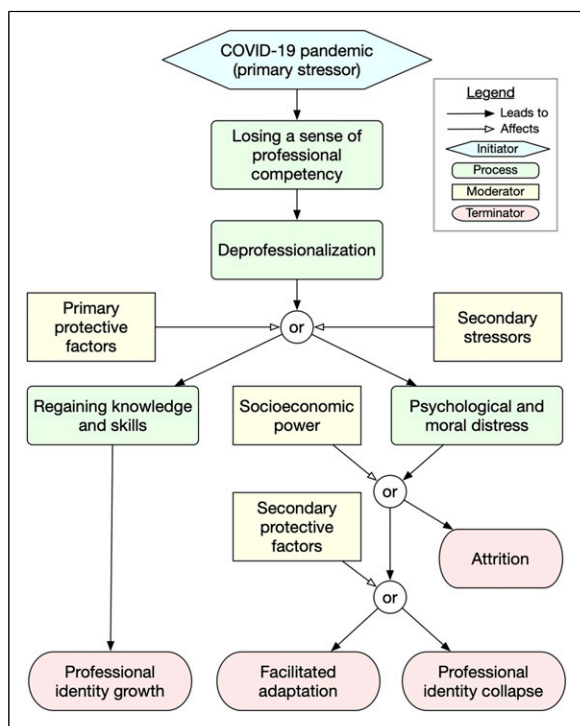 COVID-19 pandemic
(primary stressor)
Legend
Leads to
Affects
Initiator
Process
Moderator
Terminator
Losing a sense of
professional
competency
Deprofessionalization
Primary
protective
factors
or
Secondary
stressors
Regaining knowledge
and skills
Socioeconomic
power
Psychological and
moral distress
or
Secondary
protective
factors
Attrition
or
Professional
identity growth
Facilitated
adaptation
Professional
identity collapse